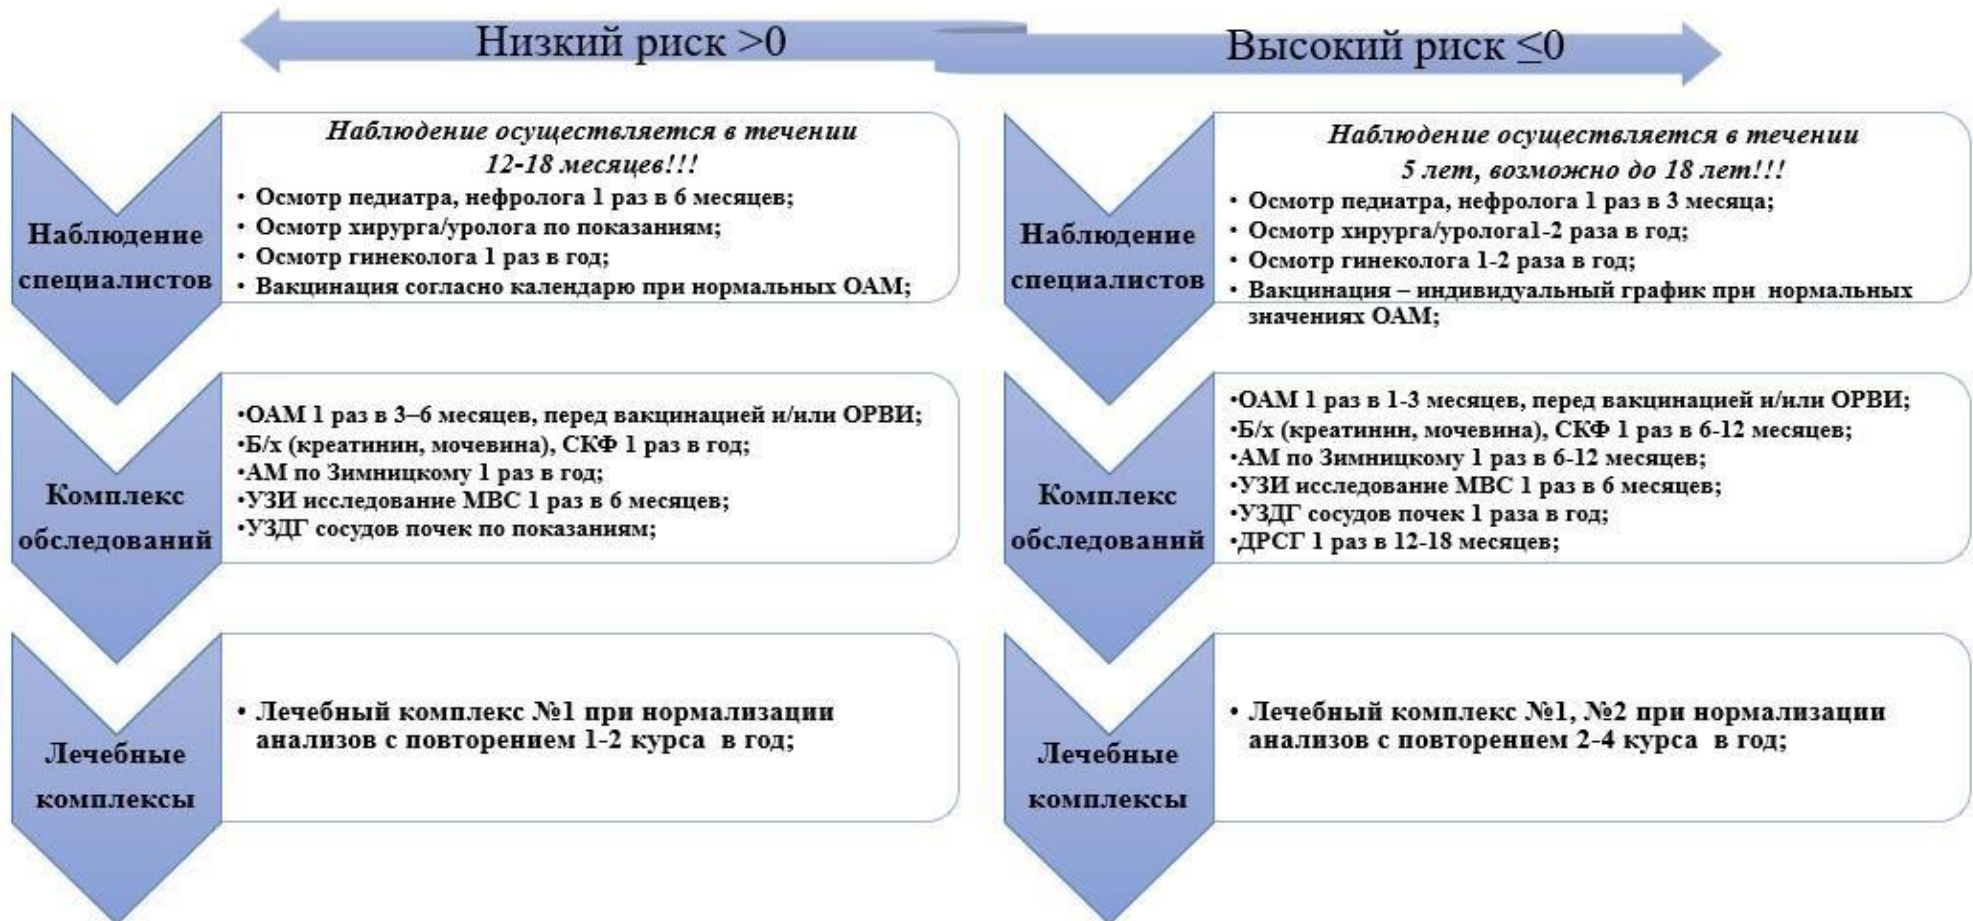 Низкий риск >0
Высокий риск ≤0
Наблюдение
специалистов
Наблюдение осуществляется в течении
12-18 месяцев!!!
• Осмотр педиатра, нефролога 1 раз в 6 месяцев;
• Осмотр хирурга/уролога по показаниям;
• Осмотр гинеколога 1 раз в год;
• Вакцинация согласно календарю при нормальных ОАМ;
Комплекс
обследований
•ОАМ 1 раз в 3–6 месяцев, перед вакцинацией и/или ОРВИ;
•Б/х (креатинин, мочевина), СКФ 1 раз в год;
•АМ по Зимницкому 1 раз в год;
•УЗИ исследование МВС 1 раз в 6 месяцев;
•УЗДГ сосудов почек по показаниям;
Лечебные
комплексы
• Лечебный комплекс №1 при нормализации
анализов с повторением 1-2 курса в год;
Наблюдение
специалистов
Наблюдение осуществляется в течении
5 лет, возможно до 18 лет!!!
• Осмотр педиатра, нефролога 1 раз в 3 месяца;
• Осмотр хирурга/уролога1-2 раза в год;
• Осмотр гинеколога 1-2 раза в год;
• Вакцинация – индивидуальный график при нормальных
значениях ОАМ;
Комплекс
обследований
•ОАМ 1 раз в 1-3 месяцев, перед вакцинацией и/или ОРВИ;
•Б/х (креатинин, мочевина), СКФ 1 раз в 6-12 месяцев;
•АМ по Зимницкому 1 раз в 6-12 месяцев;
•УЗИ исследование МВС 1 раз в 6 месяцев;
•УЗДГ сосудов почек 1 раза в год;
•ДРСГ 1 раз в 12-18 месяцев;
Лечебные
комплексы
• Лечебный комплекс №1, №2 при нормализации
анализов с повторением 2-4 курса в год;